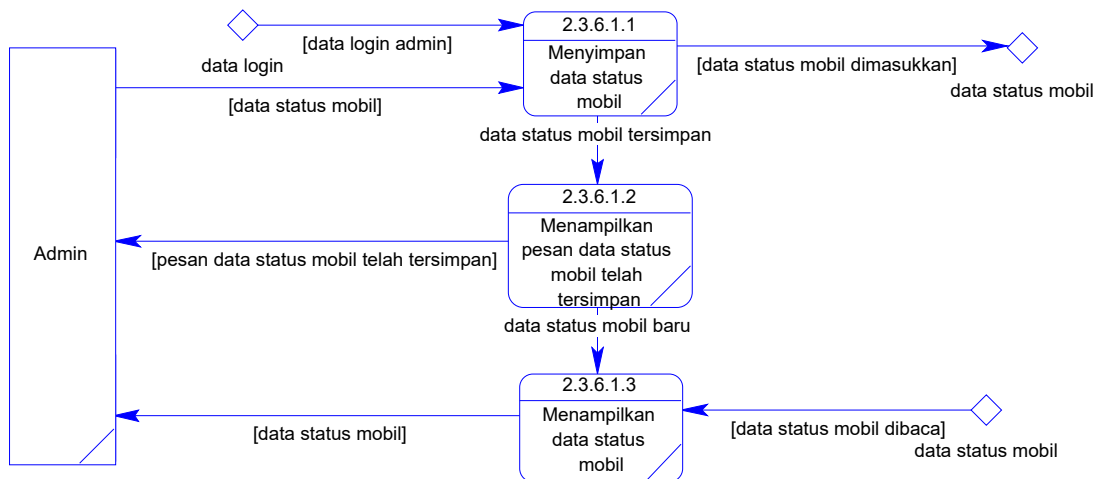 2.3.6.1.1
[data login admin]
Menyimpan
data status
mobil
data login
[data status mobil dimasukkan]
data status mobil
[data status mobil]
data status mobil tersimpan
2.3.6.1.2
Menampilkan
pesan data status
mobil telah
tersimpan
Admin
[pesan data status mobil telah tersimpan]
data status mobil baru
2.3.6.1.3
Menampilkan
data status
mobil
[data status mobil]
[data status mobil dibaca]
data status mobil